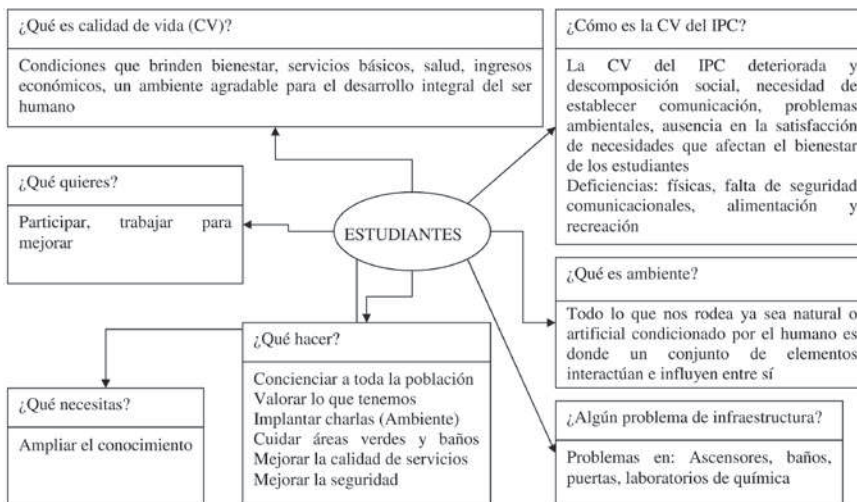 ¿Qué es calidad de vida (CV)?
Condiciones que brinden bienestar, servicios básicos, salud, ingresos
económicos, un ambiente agradable para el desarrollo integral del ser
humano
¿Cómo es la CV del IPC?
La CV del IPC deteriorada y
descomposición social, necesidad de
establecer comunicación, problemas
ambientales, ausencia en la satisfacción
de necesidades que afectan el bienestar
de los estudiantes
Deficiencias: físicas, falta de seguridad
comunicacionales, alimentación y
recreación
¿Qué quieres?
Participar, trabajar para
mejorar
ESTUDIANTES
¿Qué es ambiente?
Todo lo que nos rodea ya sea natural o
artificial condicionado por el humano es
donde un conjunto de elementos
interactúan e influyen entre sí
¿Qué hacer?
Concienciar a toda la población
Valorar lo que tenemos
Implantar charlas (Ambiente)
Cuidar áreas verdes y baños
Mejorar la calidad de servicios
Mejorar la seguridad
¿Qué necesitas?
Ampliar el conocimiento
¿Algún problema de infraestructura?
Problemas en: Ascensores, baños,
puertas, laboratorios de química